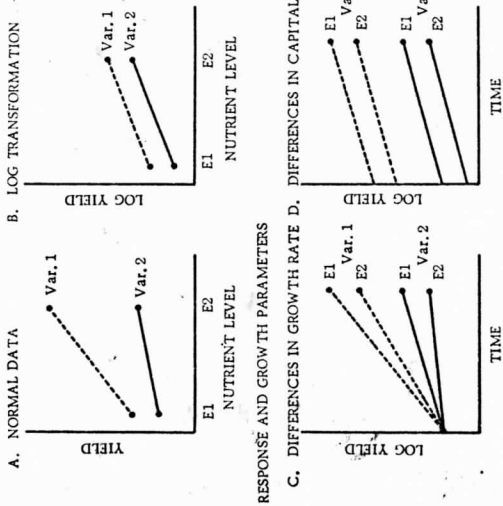 A. NORMAL DATA
YIELD
Var. 1
Var. 2
E1 E2
NUTRIENT LEVEL
B. LOG TRANSFORMATION
LOG YIELD
Var. 1
Var. 2
E1 E2
NUTRIENT LEVEL
RESPONSE AND GROWTH PARAMETERS
C. DIFFERENCES IN GROWTH RATE
LOG YIELD
E1
Var. 1
E2
E1
Var. 2
E2
TIME
D. DIFFERENCES IN CAPITAL
LOG YIELD
E1
Va
E2
E1
Va
E2
TIME